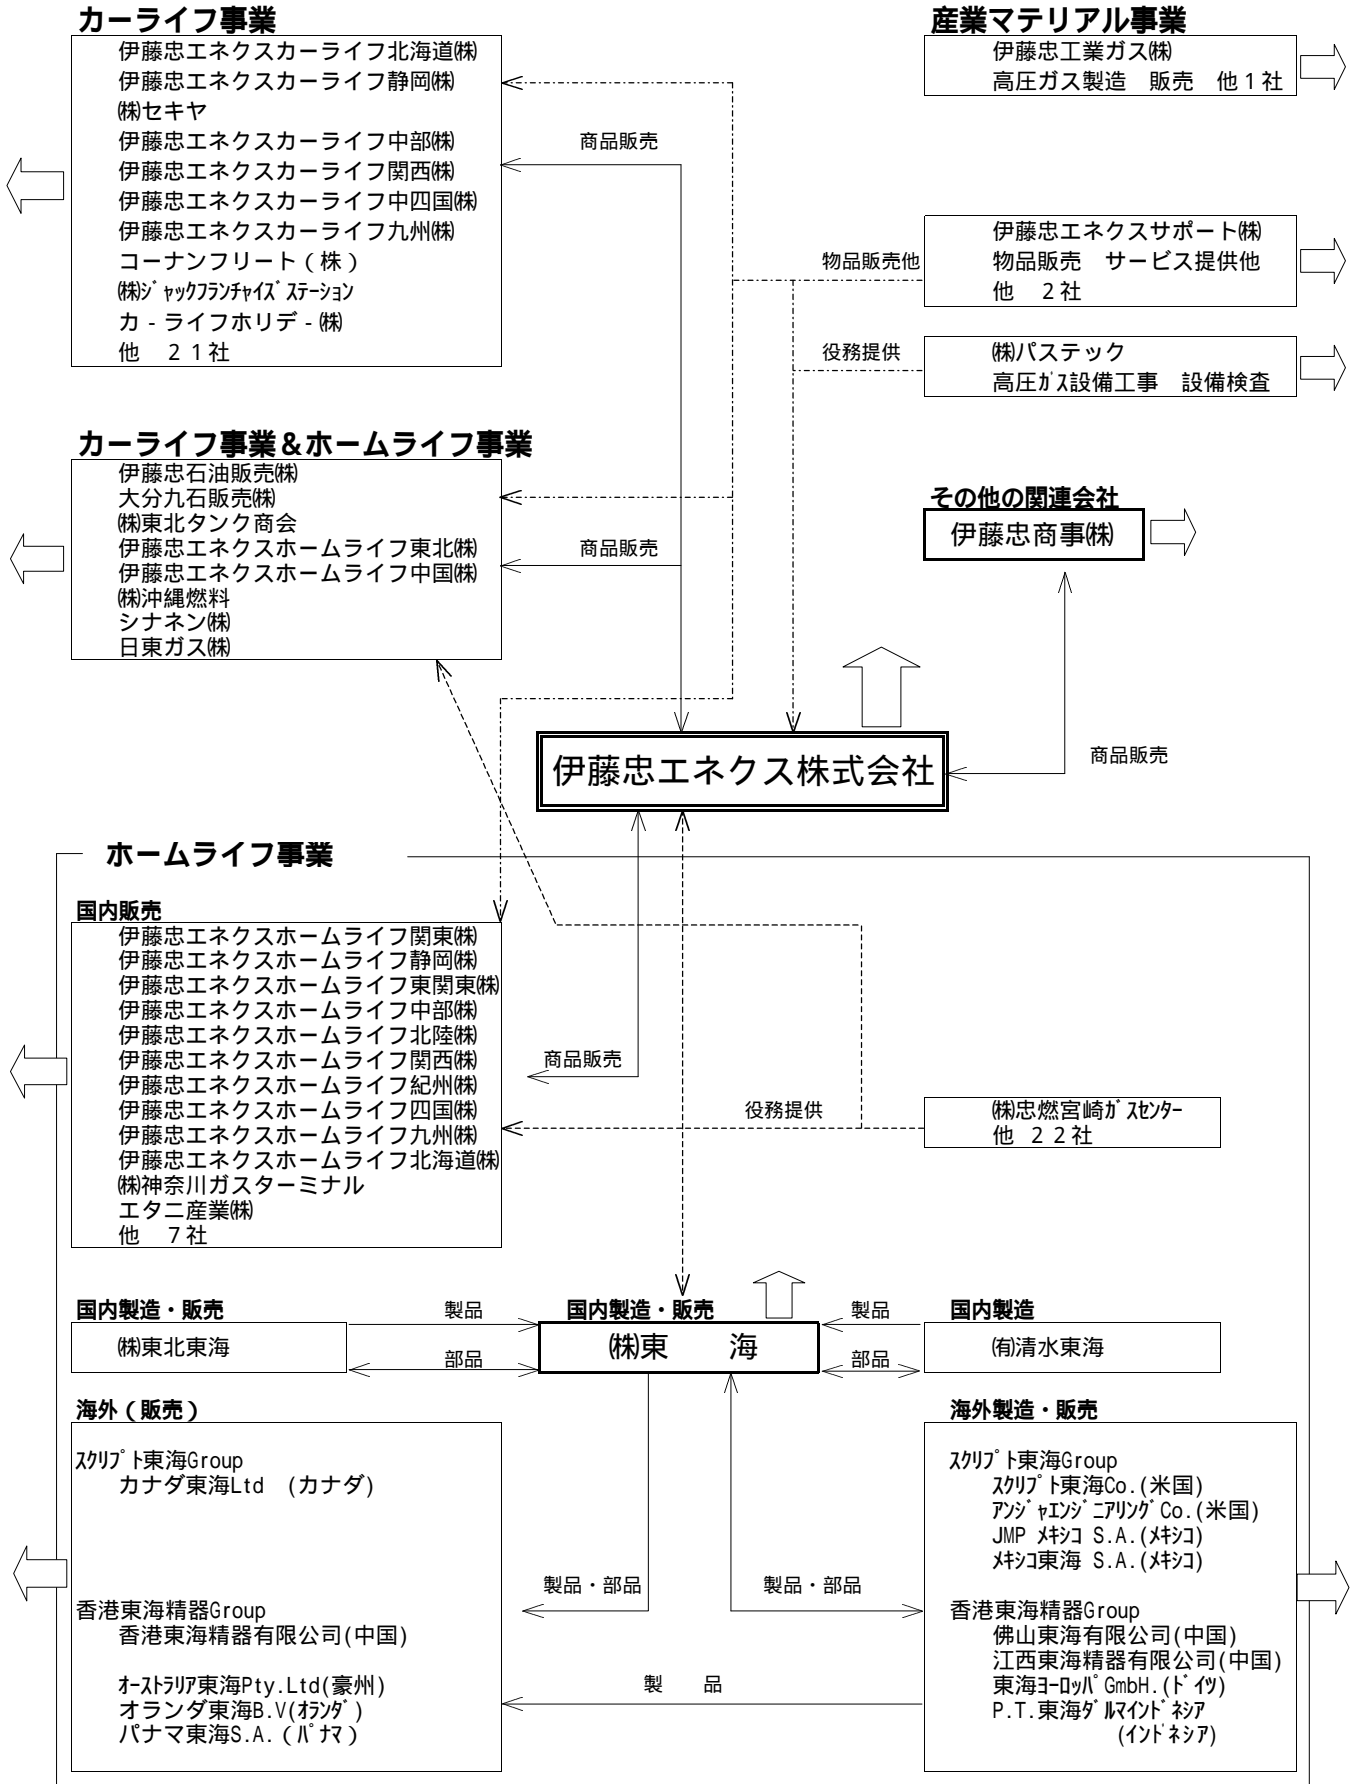 カーライフ事業
伊藤忠エネクスカーライフ北海道㈱
伊藤忠エネクスカーライフ静岡㈱
㈱セキヤ
伊藤忠エネクスカーライフ中部㈱
伊藤忠エネクスカーライフ関西㈱
伊藤忠エネクスカーライフ中四国㈱
伊藤忠エネクスカーライフ九州㈱
コーナンフリート（株）
㈱ｼﾞｬｯｸﾌﾗﾝﾁｬｲｽﾞｽﾃｰｼｮﾝ
カ‐ライフホリデ‐㈱
他　２１社
商品販売
産業マテリアル事業
伊藤忠工業ガス㈱
高圧ガス製造　販売　他１社
物品販売他
伊藤忠エネクスサポート㈱
物品販売　サービス提供他
他　２社
役務提供
㈱パステック
高圧ｶﾞｽ設備工事　設備検査
カーライフ事業＆ホームライフ事業
伊藤忠石油販売㈱
大分九石販売㈱
㈱東北タンク商会
伊藤忠エネクスホームライフ東北㈱
伊藤忠エネクスホームライフ中国㈱
㈱沖縄燃料
シナネン㈱
日東ガス㈱
商品販売
その他の関連会社
伊藤忠商事㈱
商品販売
伊藤忠エネクス株式会社
ホームライフ事業
国内販売
伊藤忠エネクスホームライフ関東㈱
伊藤忠エネクスホームライフ静岡㈱
伊藤忠エネクスホームライフ東関東㈱
伊藤忠エネクスホームライフ中部㈱
伊藤忠エネクスホームライフ北陸㈱
伊藤忠エネクスホームライフ関西㈱
伊藤忠エネクスホームライフ紀州㈱
伊藤忠エネクスホームライフ四国㈱
伊藤忠エネクスホームライフ九州㈱
伊藤忠エネクスホームライフ北海道㈱
㈱神奈川ガスターミナル
エタニ産業㈱
他　７社
商品販売
役務提供
㈱忠燃宮崎ｶﾞｽｾﾝﾀｰ
他　２２社
国内製造・販売
㈱東北東海
製品
部品
国内製造・販売
㈱東　　海
製品
部品
国内製造
㈲清水東海
海外（販売）
ｽｸﾘﾌﾟﾄ東海Group
カナダ東海Ltd　(カナダ)
香港東海精器Group
香港東海精器有限公司(中国)
ｵｰｽﾄﾗﾘｱ東海Pty.Ltd(豪州)
オランダ東海B.V(ｵﾗﾝﾀﾞ)
パナマ東海S.A.（ﾊﾟﾅﾏ）
製品・部品
製品・部品
製　　品
海外製造・販売
ｽｸﾘﾌﾟﾄ東海Group
ｽｸﾘﾌﾟﾄ東海Co.(米国)
ｱﾝｼﾞｬｴﾝｼﾞﾆｱﾘﾝｸﾞCo.(米国)
JMP ﾒｷｼｺ S.A.(ﾒｷｼｺ)
ﾒｷｼｺ東海 S.A.(ﾒｷｼｺ)
香港東海精器Group
佛山東海有限公司(中国)
江西東海精器有限公司(中国)
東海ﾖｰﾛｯﾊﾟGmbH.(ﾄﾞｲﾂ)
P.T.東海ﾀﾞﾙﾏｲﾝﾄﾞﾈｼｱ
(ｲﾝﾄﾞﾈｼｱ)